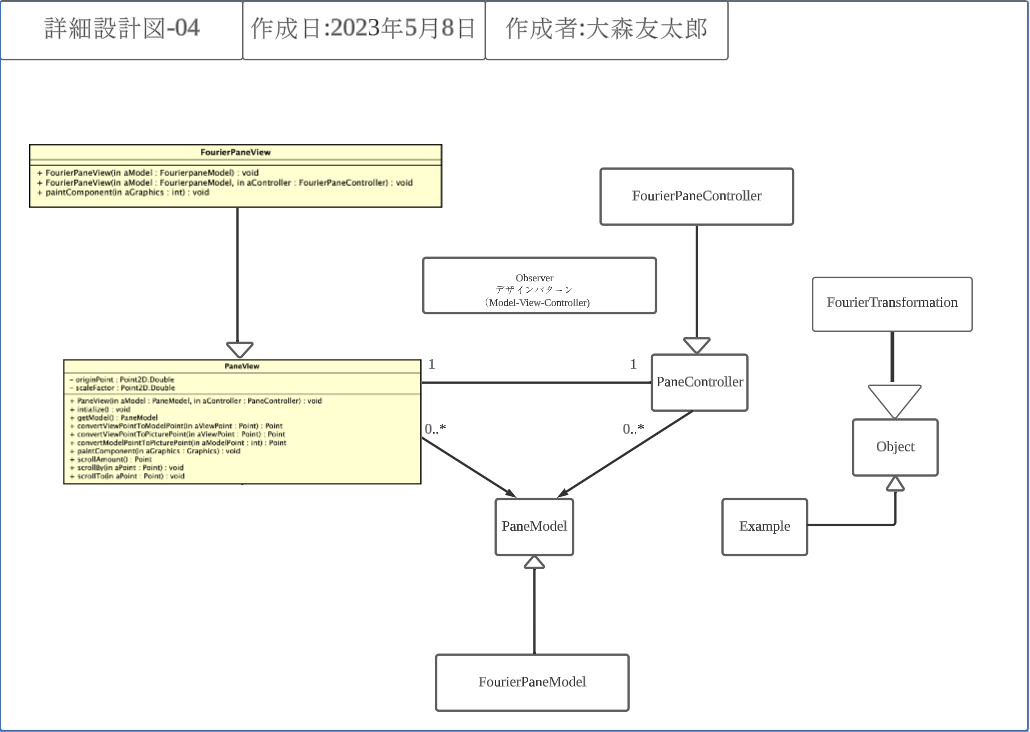 詳細設計図-04
作成日:2023年5月8日
作成者:大森友太郎
FourierPaneView
+ FourierPaneView(in aModel : FourierpaneModel) : void
+ FourierPaneView(in aModel : FourierpaneModel, in aController : FourierPaneController) : void
+ paintComponent(in aGraphics : int) : void
FourierPaneController
Observer
デザインパターン
(Model-View-Controller)
FourierTransformation
PaneView
- originPoint : Point2D.Double
- scaleFactor : Point2D.Double
+ PaneView(in aModel : PaneModel, in aController : PaneController) : void
+ intialize() : void
+ getModel() : PaneModel
+ convertViewPointToModelPoint(in aViewPoint : Point) : Point
+ convertViewPointToPicturePoint(in aViewPoint : Point) : Point
+ convertModelPointToPicturePoint(in aModelPoint : int) : Point
+ paintComponent(in aGraphics : Graphics) : void
+ scrollAmount() : Point
+ scrollBy(in aPoint : Point) : void
+ scrollTo(in aPoint : Point) : void
1
1
PaneController
0..*
0..*
Object
PaneModel
Example
FourierPaneModel